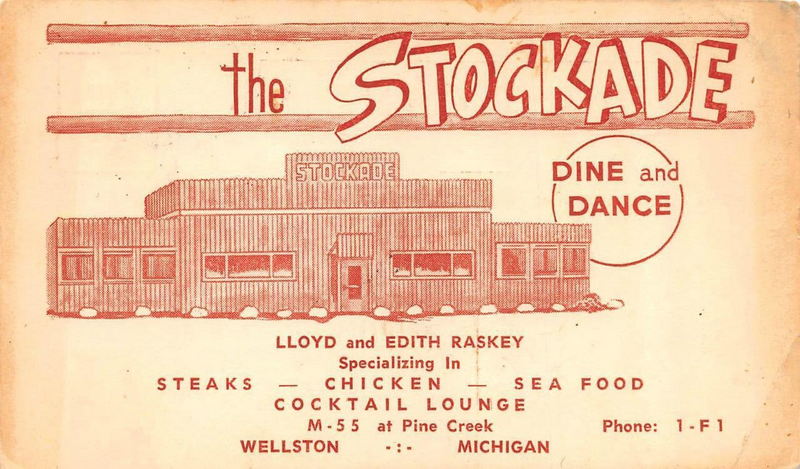 the STOCKADE
STOCKADE
DINE and
DANCE
LLOYD and EDITH RASKEY
Specializing In
STEAKS — CHICKEN — SEA FOOD
COCKTAIL LOUNGE
M-55 at Pine Creek Phone: 1-F1
WELLSTON -:- MICHIGAN